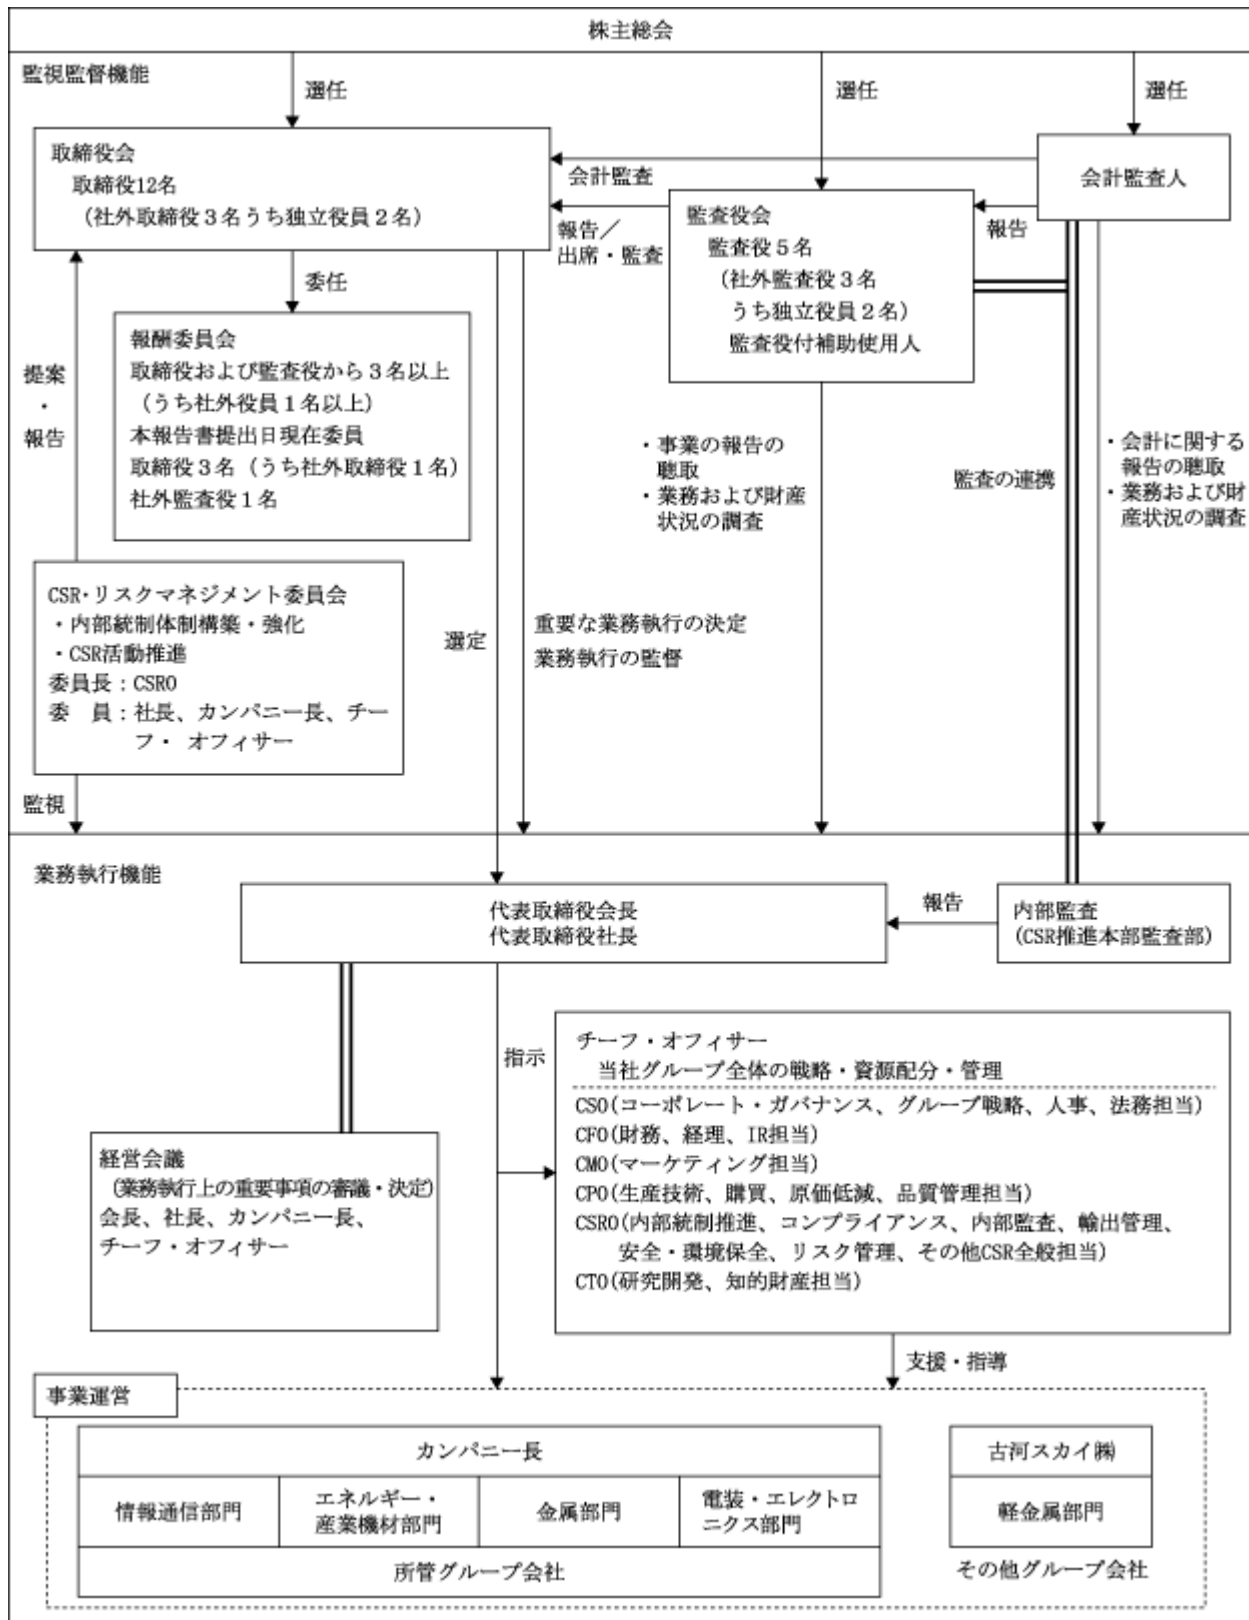 株主総会
監視監督機能
選任
選任
選任
取締役会
取締役12名
（社外取締役３名うち独立役員２名）
会計監査
会計監査人
報告／
出席・監査
監査役会
監査役５名
（社外監査役３名
うち独立役員２名）
監査役付補助使用人
報告
委任
報酬委員会
取締役および監査役から３名以上
（うち社外役員１名以上）
本報告書提出日現在委員
取締役３名（うち社外取締役１名）
社外監査役１名
提案
・
報告
・事業の報告の
聴取
・業務および財産
状況の調査
監査の連携
・会計に関する
報告の聴取
・業務および財
産状況の調査
CSR・リスクマネジメント委員会
・内部統制体制構築・強化
・CSR活動推進
委員長：CSRO
委　員：社長、カンパニー長、チー
フ・ オフィサー
選定
重要な業務執行の決定
業務執行の監督
監視
業務執行機能
代表取締役会長
代表取締役社長
報告
内部監査
(CSR推進本部監査部)
指示
チーフ・オフィサー
当社グループ全体の戦略・資源配分・管理
CSO(コーポレート・ガバナンス、グループ戦略、人事、法務担当)
CFO(財務、経理、IR担当)
CMO(マーケティング担当)
CPO(生産技術、購買、原価低減、品質管理担当)
CSRO(内部統制推進、コンプライアンス、内部監査、輸出管理、
安全・環境保全、リスク管理、その他CSR全般担当)
CTO(研究開発、知的財産担当)
経営会議
(業務執行上の重要事項の審議・決定)
会長、社長、カンパニー長、
チーフ・オフィサー
支援・指導
事業運営
カンパニー長
情報通信部門
エネルギー・
産業機材部門
金属部門
電装・エレクトロ
ニクス部門
所管グループ会社
古河スカイ㈱
軽金属部門
その他グループ会社